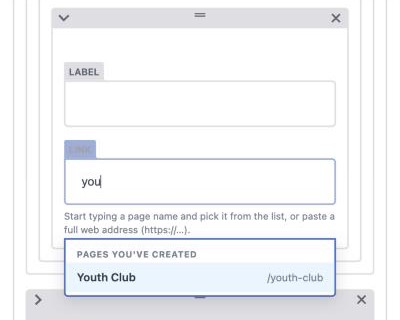 LABEL
LINK
you
Start typing a page name and pick it from the list, or paste a
full web address (https://...).
PAGES YOU'VE CREATED
Youth Club /youth-club